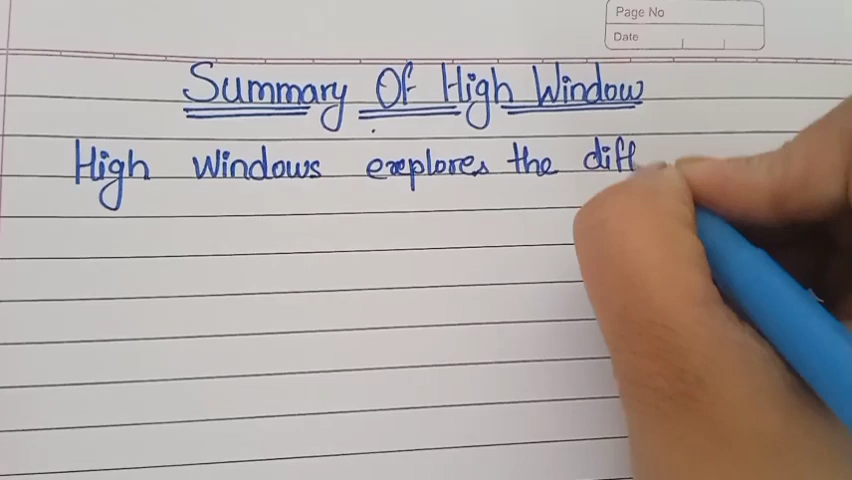 Page No
Date
Summary Of High Window
High Windows explores the diff